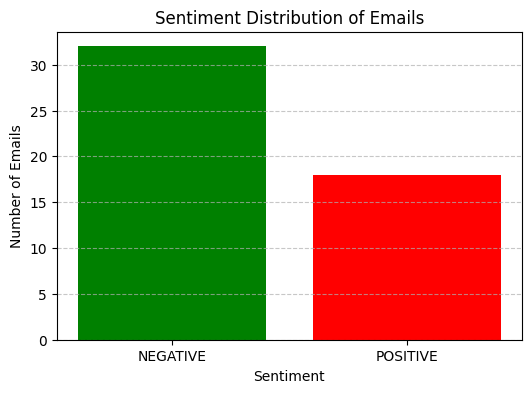 Sentiment Distribution of Emails
Number of Emails
30
25
20
15
10
5
0
NEGATIVE POSITIVE
Sentiment